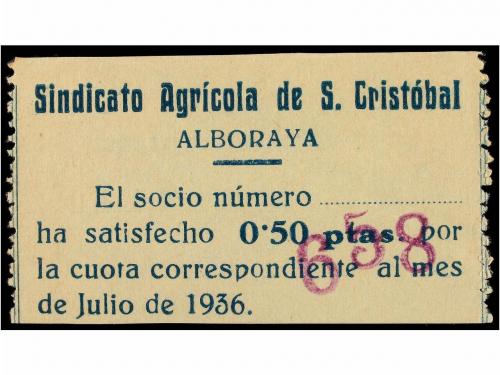 Sindicato Agrícola de S. Cristóbal
ALBORAYA
El socio número ....................
ha satisfecho 0'50 ptas. por
la cuota correspondiente al mes
de Julio de 1936.
658